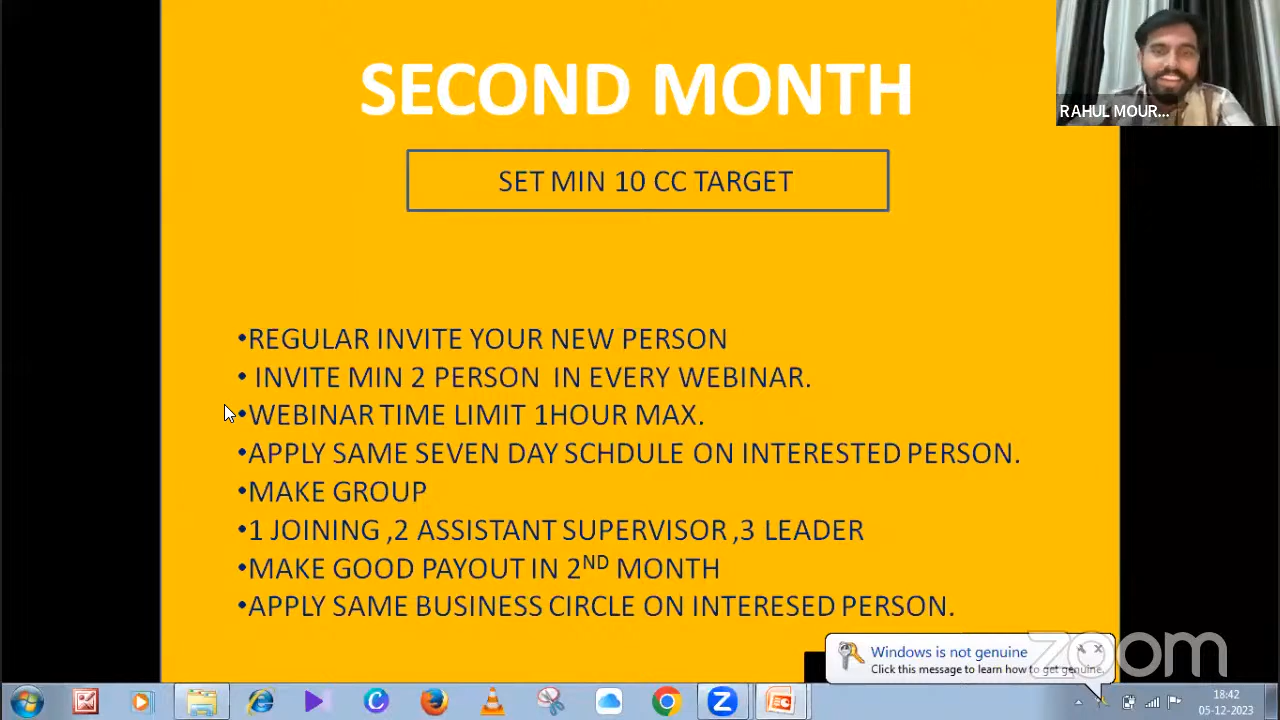 SECOND MONTH
RAHUL MOUR...
SET MIN 10 CC TARGET
•REGULAR INVITE YOUR NEW PERSON
• INVITE MIN 2 PERSON IN EVERY WEBINAR.
•WEBINAR TIME LIMIT 1HOUR MAX.
•APPLY SAME SEVEN DAY SCHDULE ON INTERESTED PERSON.
•MAKE GROUP
•1 JOINING ,2 ASSISTANT SUPERVISOR ,3 LEADER
•MAKE GOOD PAYOUT IN 2ND MONTH
•APPLY SAME BUSINESS CIRCLE ON INTERESED PERSON.
Windows is not genuine
Click this message to learn how to get genuine.
zoom
18:42
05-12-2023